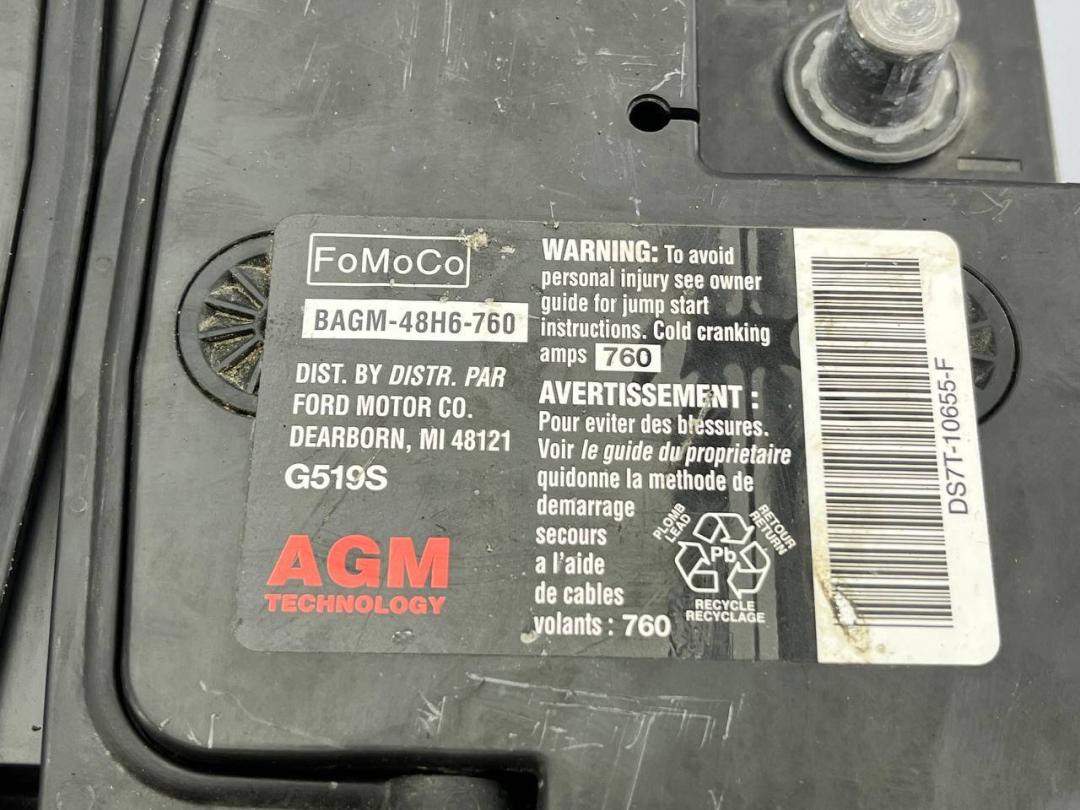 FoMoCo
BAGM-48H6-760
DIST. BY DISTR. PAR
FORD MOTOR CO.
DEARBORN, MI 48121
G519S
AGM
TECHNOLOGY
WARNING: To avoid
personal injury see owner
guide for jump start
instructions. Cold cranking
amps 760
AVERTISSEMENT :
Pour eviter des blessures.
Voir le guide du proprietaire
quidonne la methode de
demarrage
secours
a l'aide
de cables
volants : 760
PLOMB
LEAD
RETOUR
RETURN
Pb
RECYCLE
RECYCLAGE
DS7T-10655-F